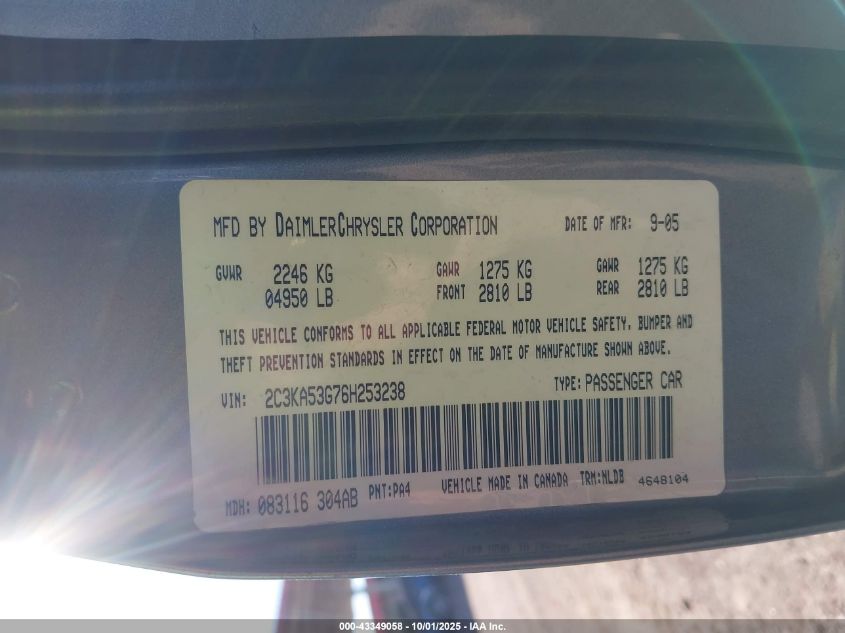 MFD BY DAIMLERCHRYSLER CORPORATION DATE OF MFR: 9-05
GVWR 2246 KG GAWR 1275 KG GAWR 1275 KG
04950 LB FRONT 2810 LB REAR 2810 LB
THIS VEHICLE CONFORMS TO ALL APPLICABLE FEDERAL MOTOR VEHICLE SAFETY, BUMPER AND
THEFT PREVENTION STANDARDS IN EFFECT ON THE DATE OF MANUFACTURE SHOWN ABOVE.
VIN: 2C3KA53G76H253238 TYPE: PASSENGER CAR
MDH: 083116 304AB PNT:PA4 VEHICLE MADE IN CANADA TRM:NLDB 4648104
000-43349058 - 10/01/2025 - IAA Inc.